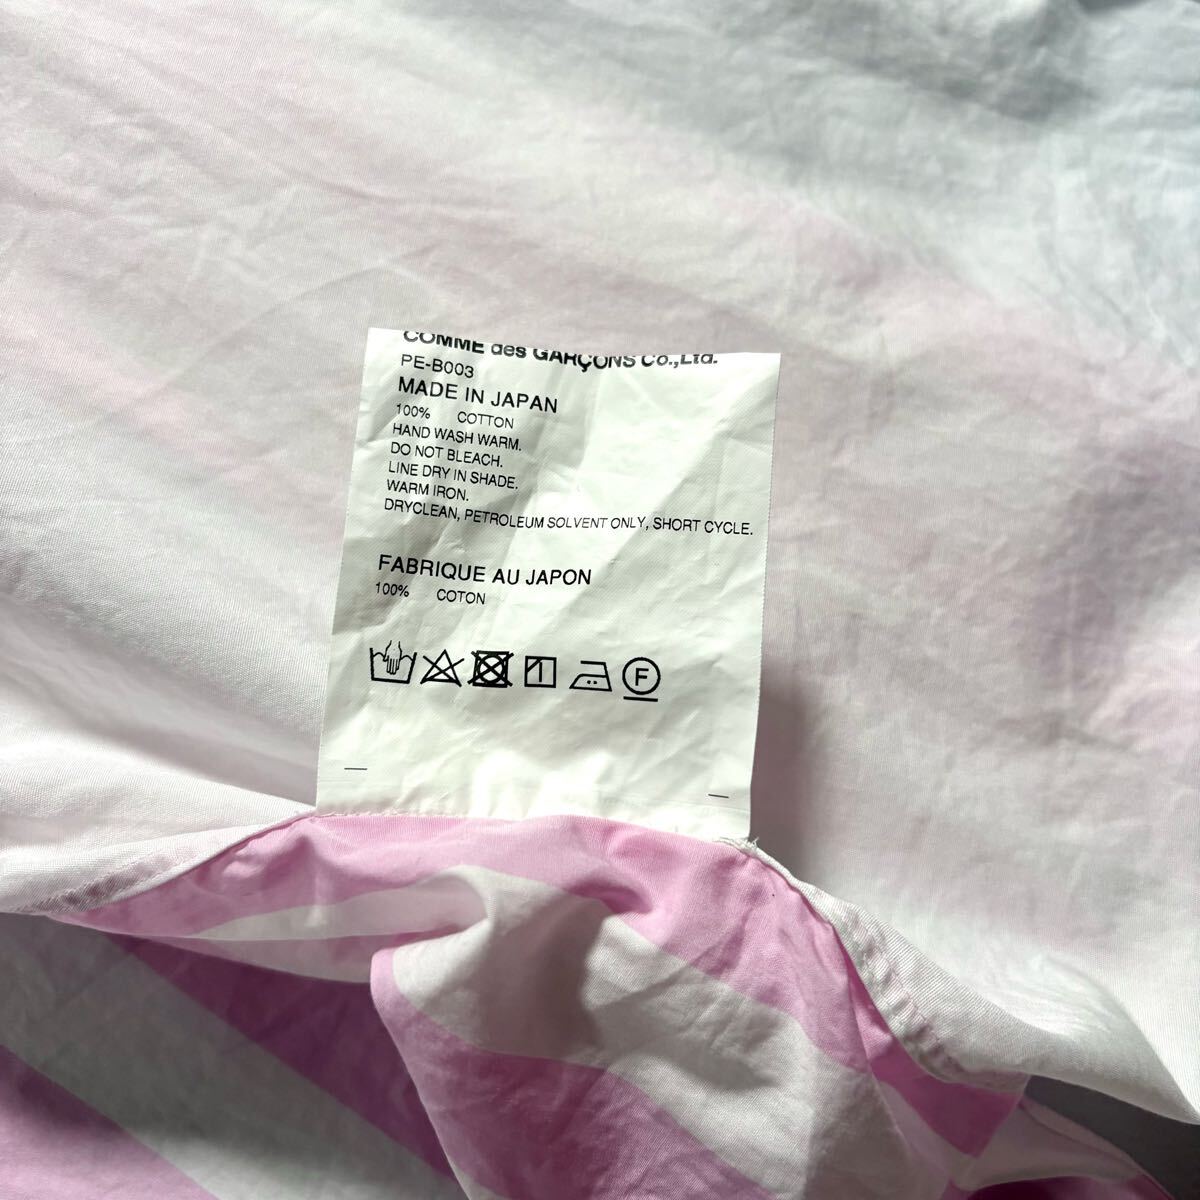 COMME des GARÇONS Co.,Ltd.
PE-B003
MADE IN JAPAN
100% COTTON
HAND WASH WARM.
DO NOT BLEACH.
LINE DRY IN SHADE.
WARM IRON.
DRYCLEAN, PETROLEUM SOLVENT ONLY, SHORT CYCLE.
FABRIQUE AU JAPON
100% COTON
F